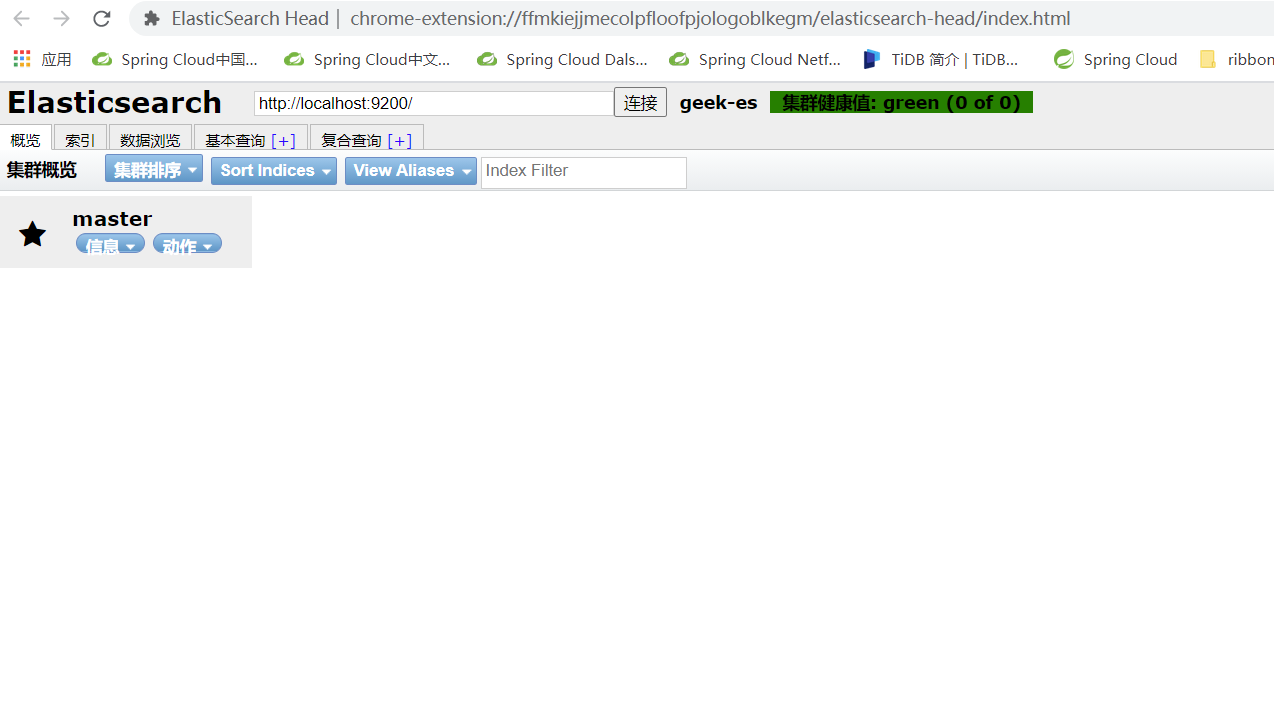 ElasticSearch Head | chrome-extension://ffmkiejjmecolpfloofpjologoblkegm/elasticsearch-head/index.html
应用 Spring Cloud中国... Spring Cloud中文... Spring Cloud Dals... Spring Cloud Netf... TiDB 简介 | TiDB... Spring Cloud ribbon
Elasticsearch http://localhost:9200/ 连接 geek-es 集群健康值: green (0 of 0)
概览 索引 数据浏览 基本查询 [+] 复合查询 [+]
集群概览 集群排序 Sort Indices View Aliases Index Filter
master
信息 动作